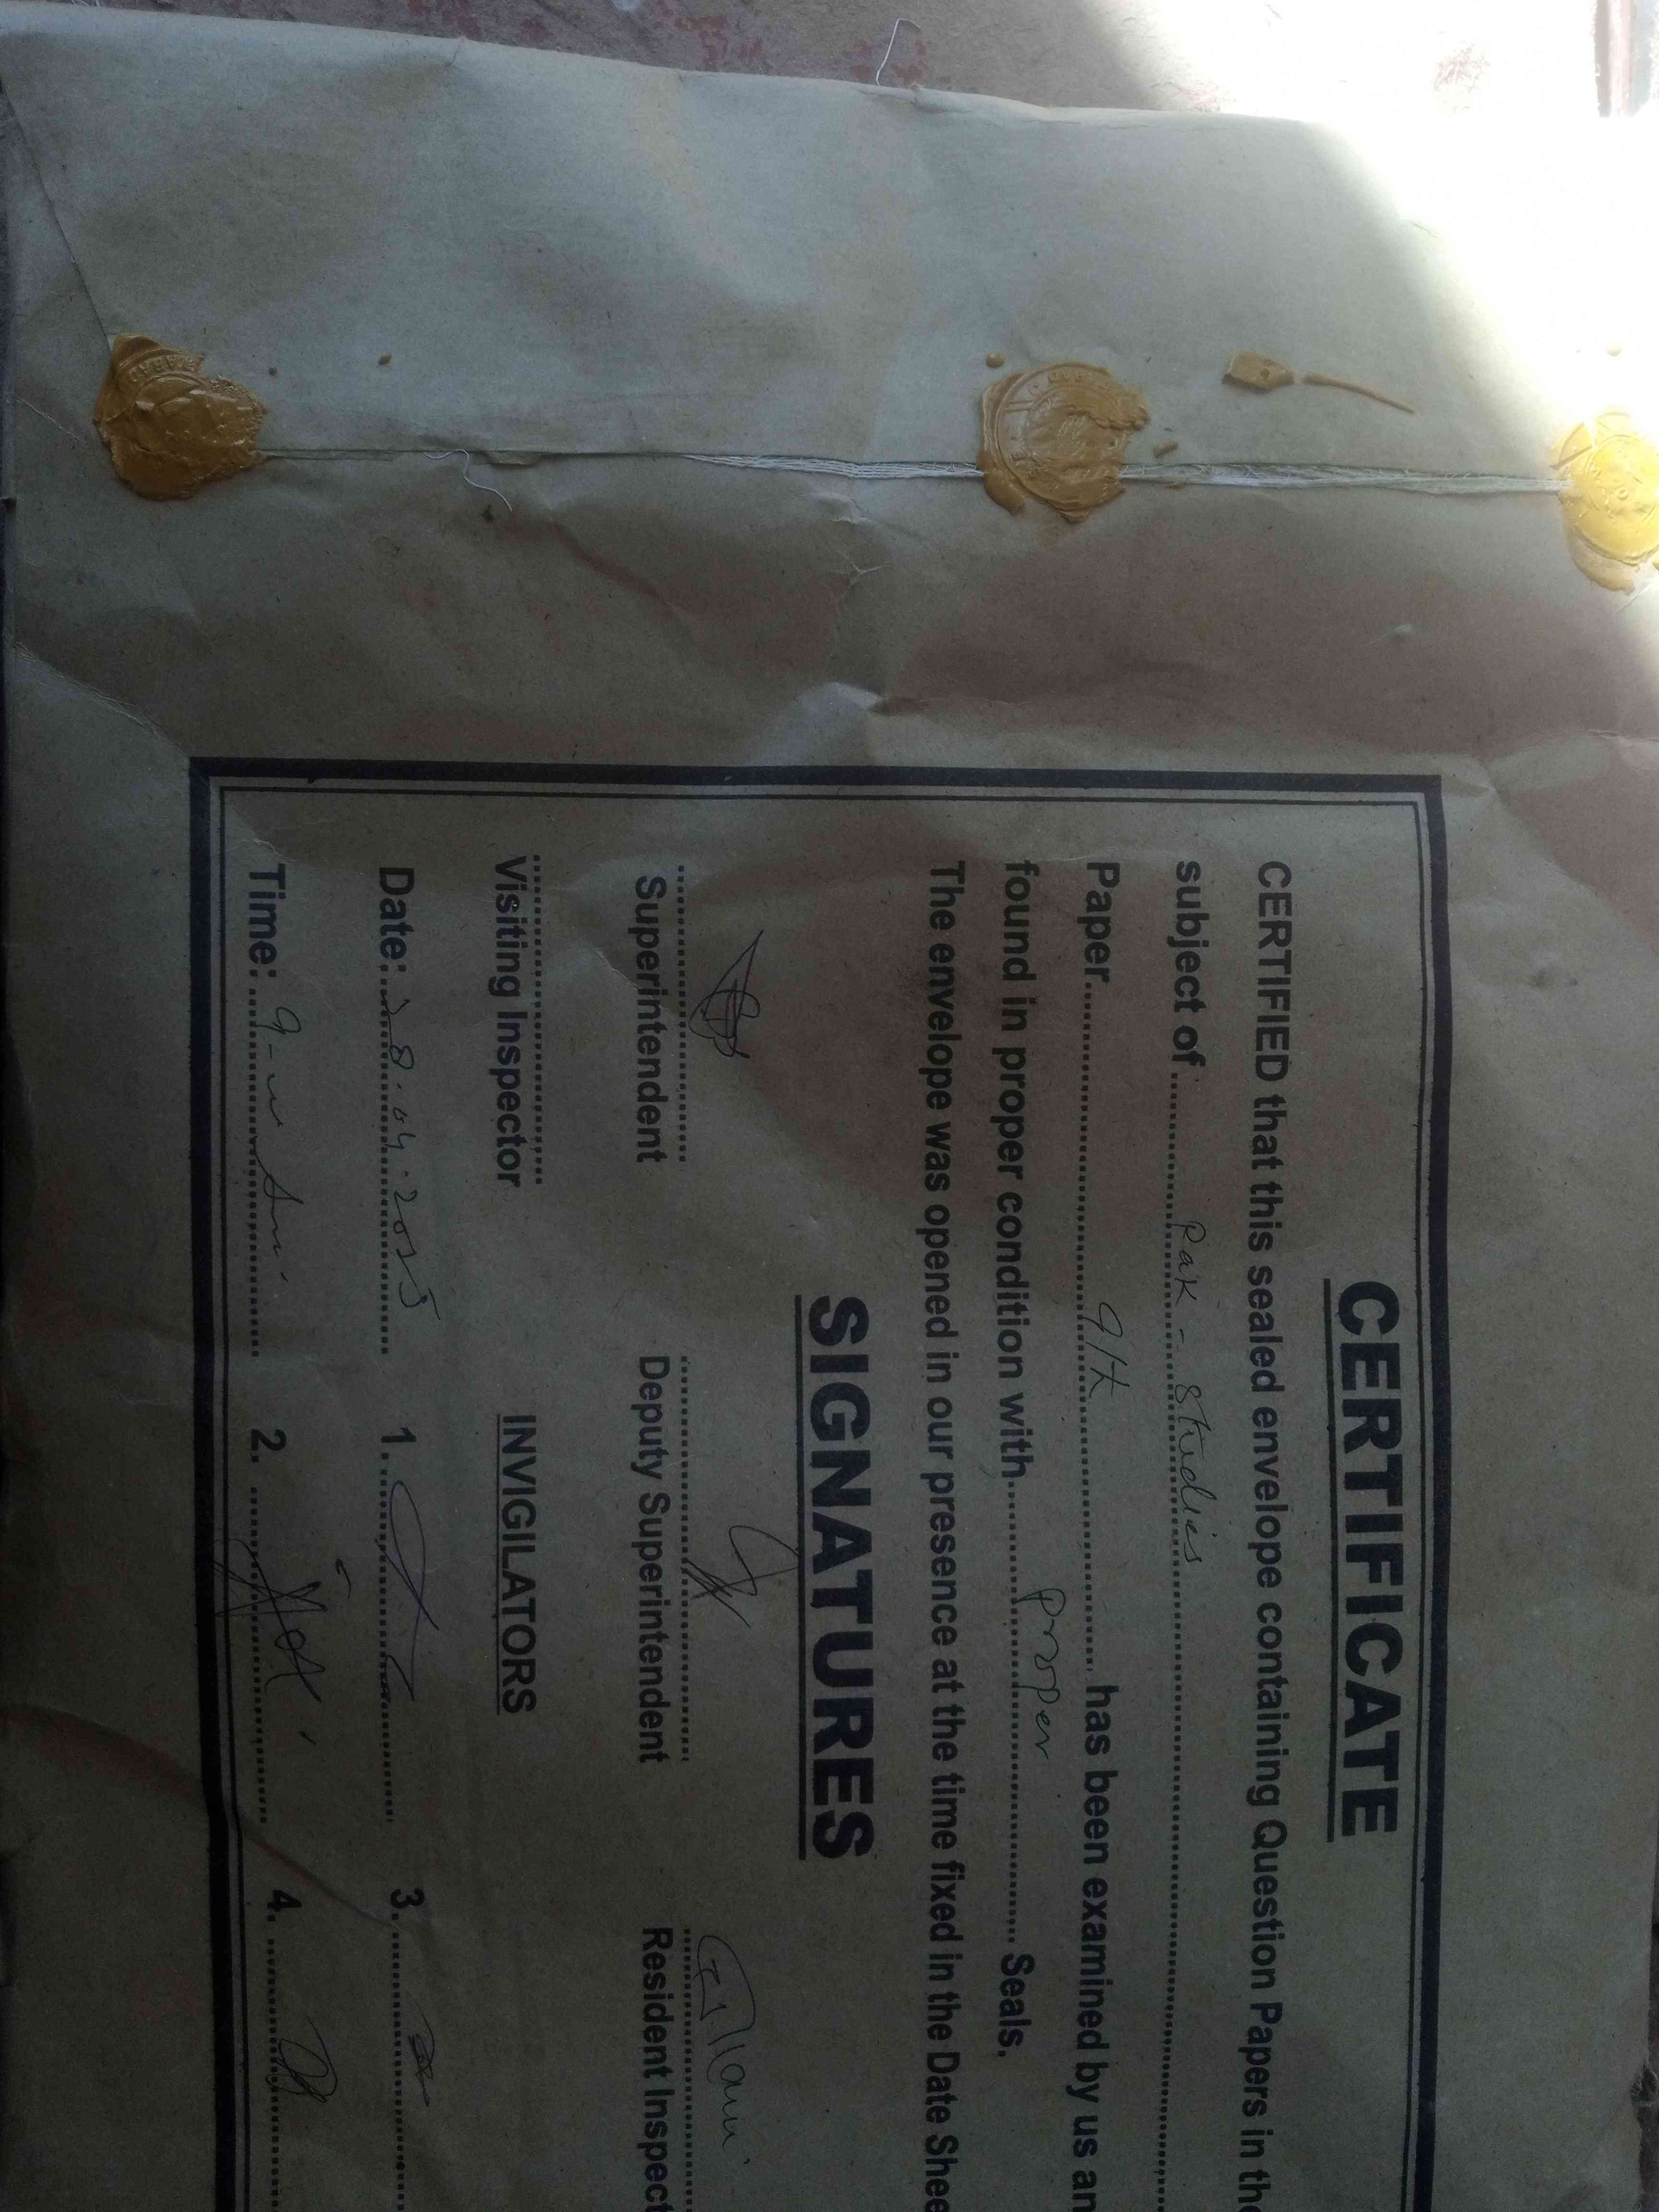 CERTIFICATE
CERTIFIED that this sealed envelope containing Question Papers in the
subject of Pak-Studies
Paper 9th has been examined by us an
found in proper condition with proper Seals.
The envelope was opened in our presence at the time fixed in the Date Shee
SIGNATURES
Superintendent Deputy Superintendent Resident Inspect
Visiting Inspector INVIGILATORS
Date: 28.04.2025 1. 3.
Time: 2. 4.